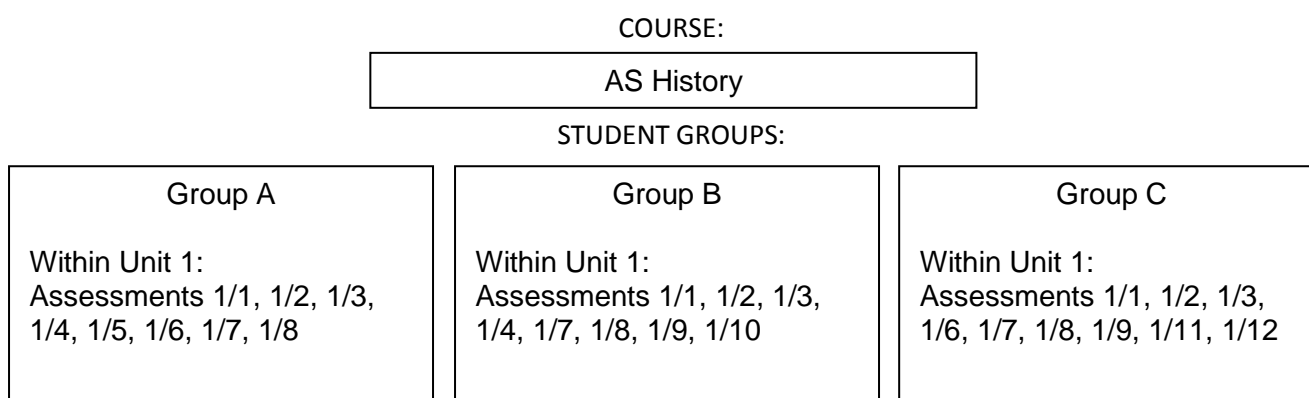 COURSE:
AS History
STUDENT GROUPS:
Group A
Within Unit 1:
Assessments 1/1, 1/2, 1/3,
1/4, 1/5, 1/6, 1/7, 1/8
Group B
Within Unit 1:
Assessments 1/1, 1/2, 1/3,
1/4, 1/7, 1/8, 1/9, 1/10
Group C
Within Unit 1:
Assessments 1/1, 1/2, 1/3,
1/6, 1/7, 1/8, 1/9, 1/11, 1/12